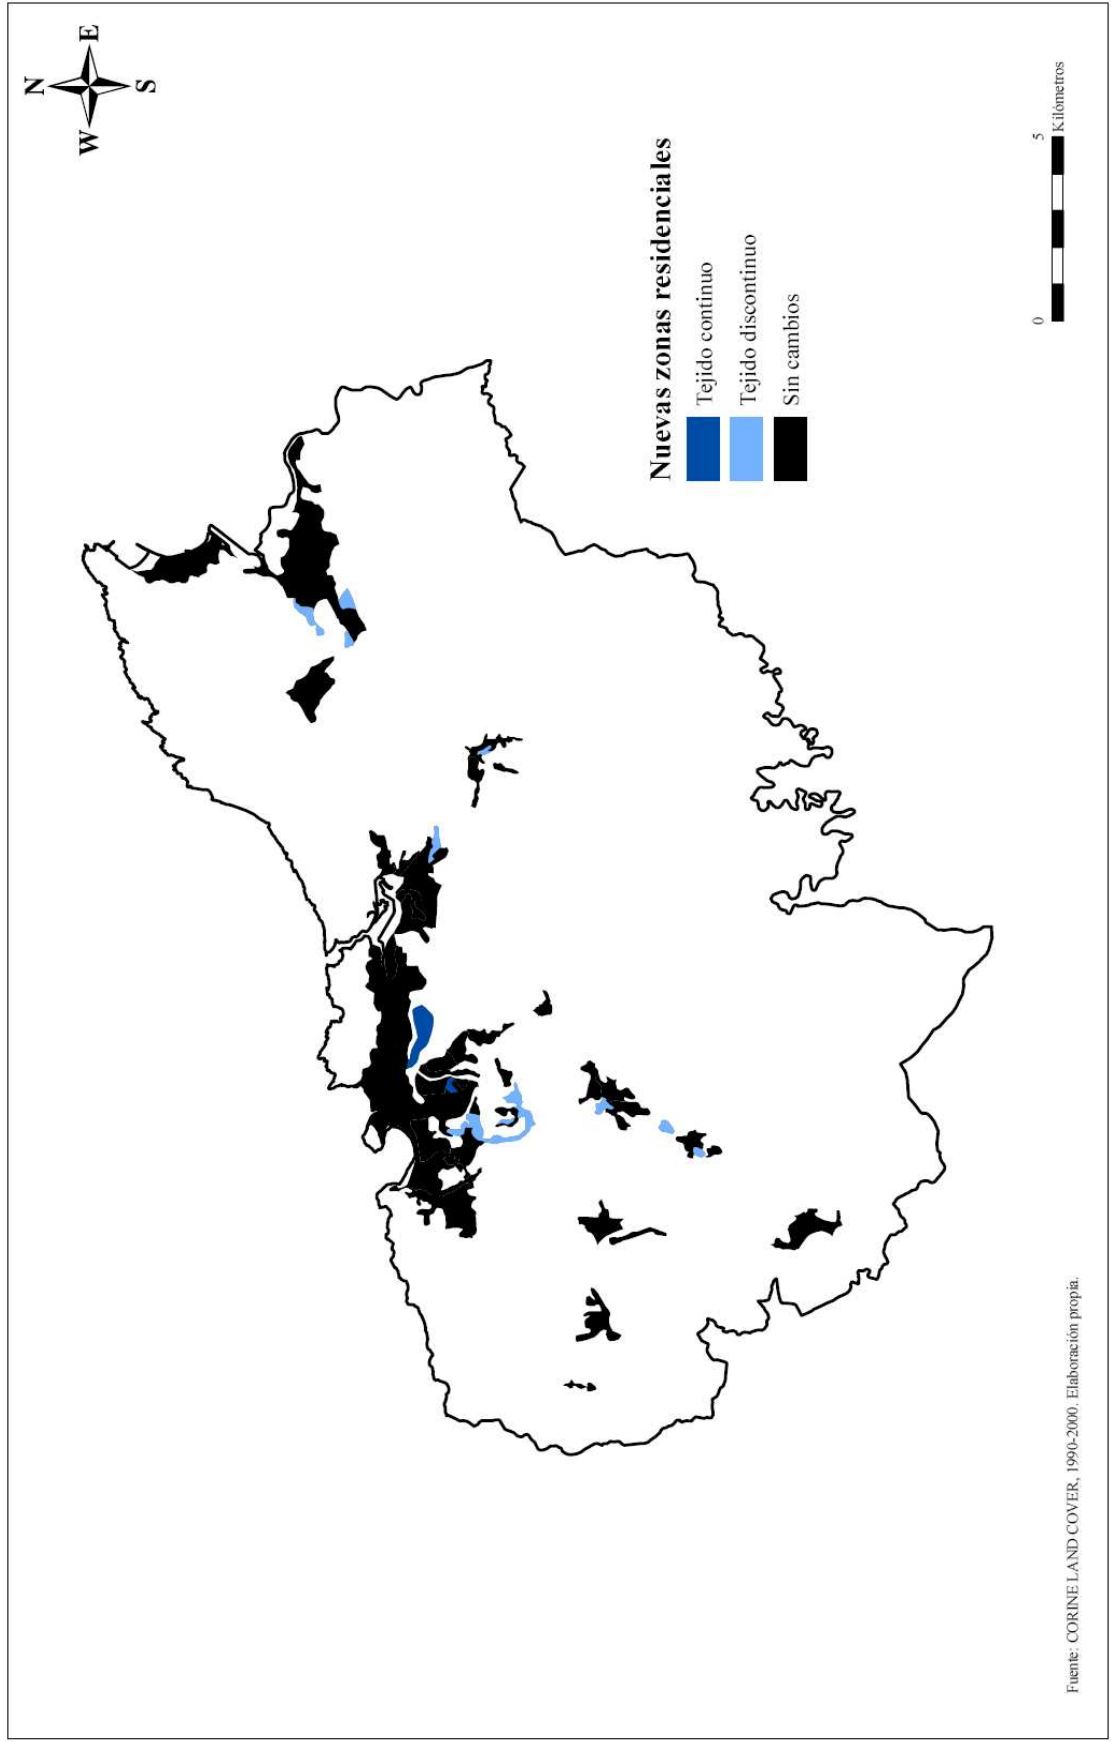 N
W
E
S
Nuevas zonas residenciales
Tejido continuo
Tejido discontinuo
Sin cambios
0
5
Kilómetros
Fuente: CORINE LAND COVER, 1990-2000. Elaboración propia.